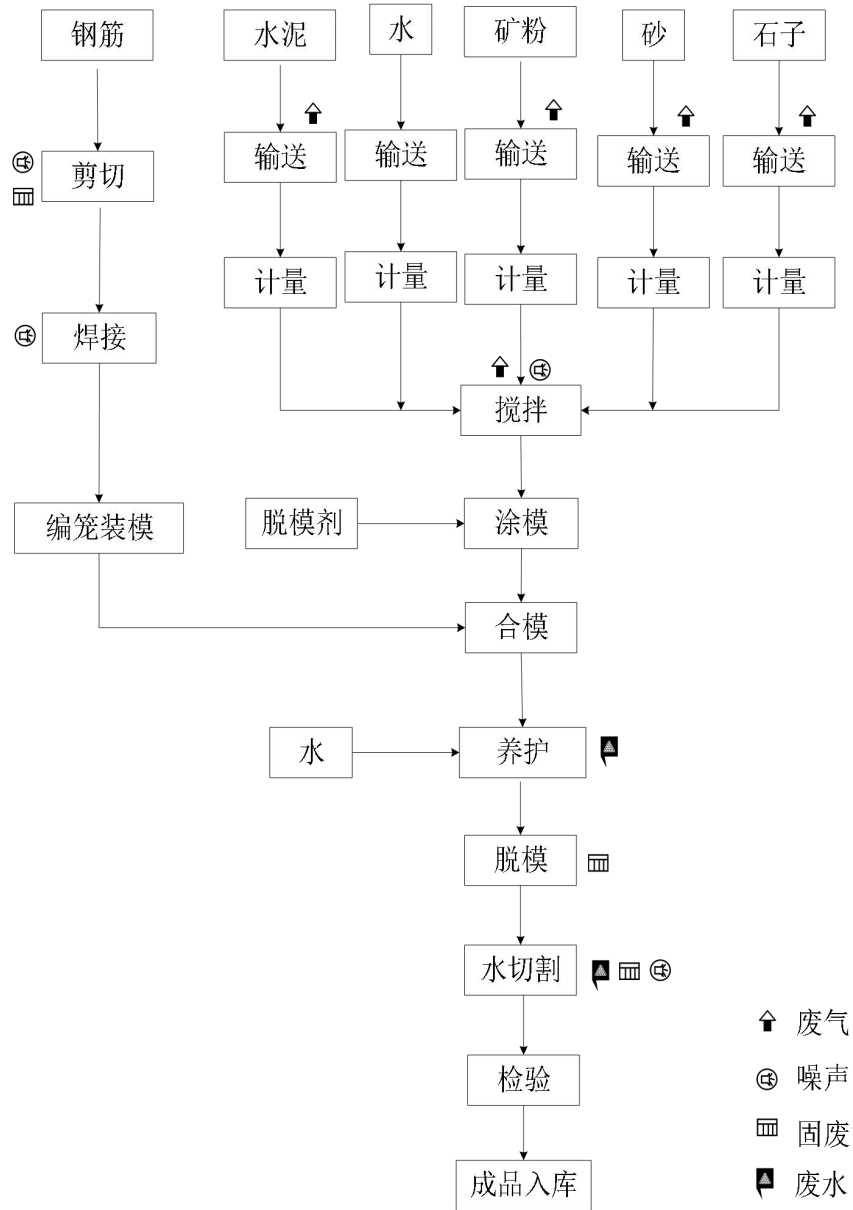 钢筋
水泥
水
矿粉
砂
石子
输送
输送
输送
输送
输送
剪切
计量
计量
计量
计量
计量
焊接
搅拌
编笼装模
脱模剂
涂模
合模
水
养护
脱模
水切割
检验
成品入库
废气
噪声
固废
废水